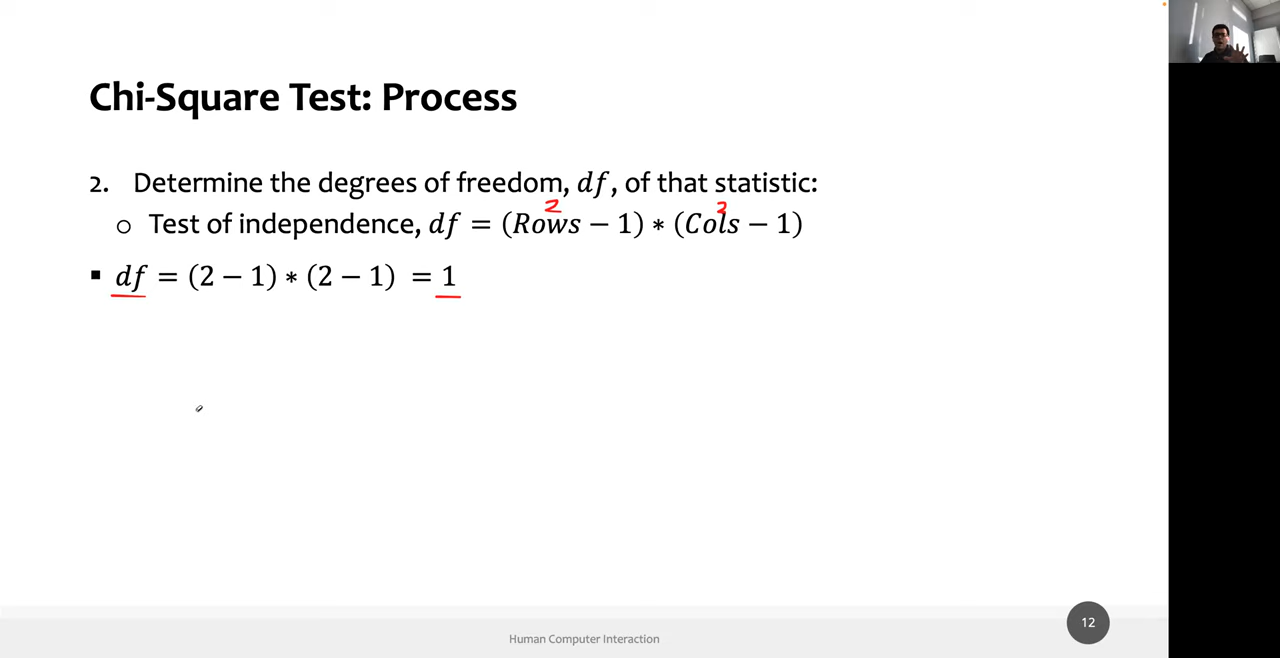 Chi-Square Test: Process
2. Determine the degrees of freedom, df, of that statistic:
2 2
○ Test of independence, df = (Rows − 1) ∗ (Cols − 1)
▪ df = (2 − 1) ∗ (2 − 1) = 1
12
Human Computer Interaction